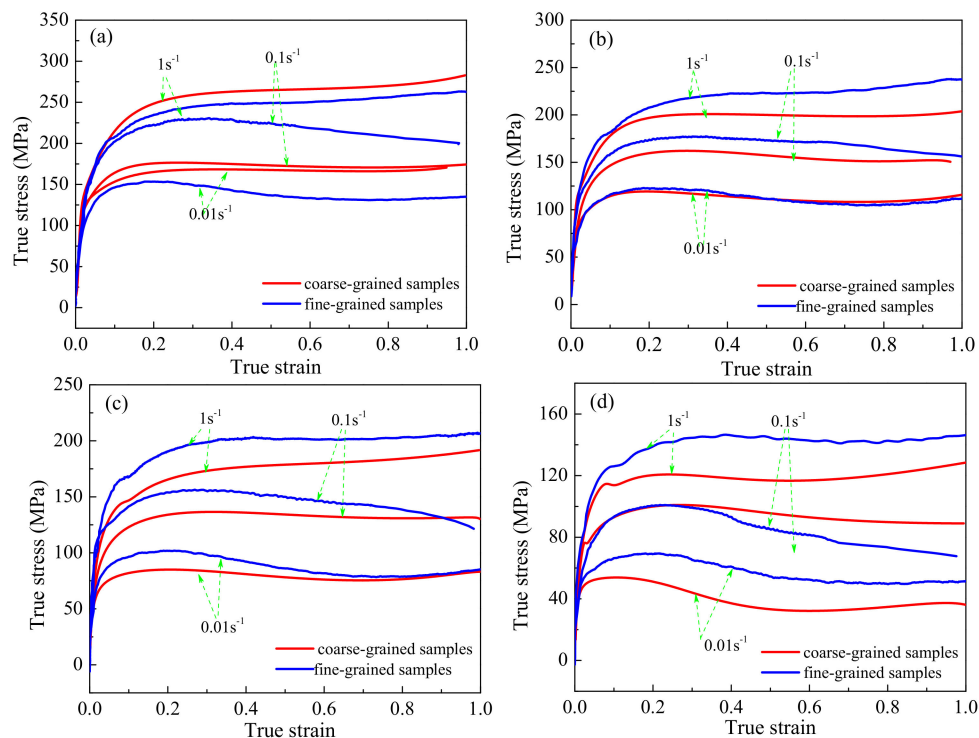 (a)
True stress (MPa)
350
300
250
200
150
100
50
0
0.0 0.2 0.4 0.6 0.8 1.0
True strain
1s⁻¹
0.1s⁻¹
0.01s⁻¹
coarse-grained samples
fine-grained samples
(b)
True stress (MPa)
300
250
200
150
100
50
0
0.0 0.2 0.4 0.6 0.8 1.0
True strain
1s⁻¹
0.1s⁻¹
0.01s⁻¹
coarse-grained samples
fine-grained samples
(c)
True stress (MPa)
250
200
150
100
50
0
0.0 0.2 0.4 0.6 0.8 1.0
True strain
1s⁻¹
0.1s⁻¹
0.01s⁻¹
coarse-grained samples
fine-grained samples
(d)
True stress (MPa)
160
120
80
40
0
0.0 0.2 0.4 0.6 0.8 1.0
True strain
1s⁻¹
0.1s⁻¹
0.01s⁻¹
coarse-grained samples
fine-grained samples